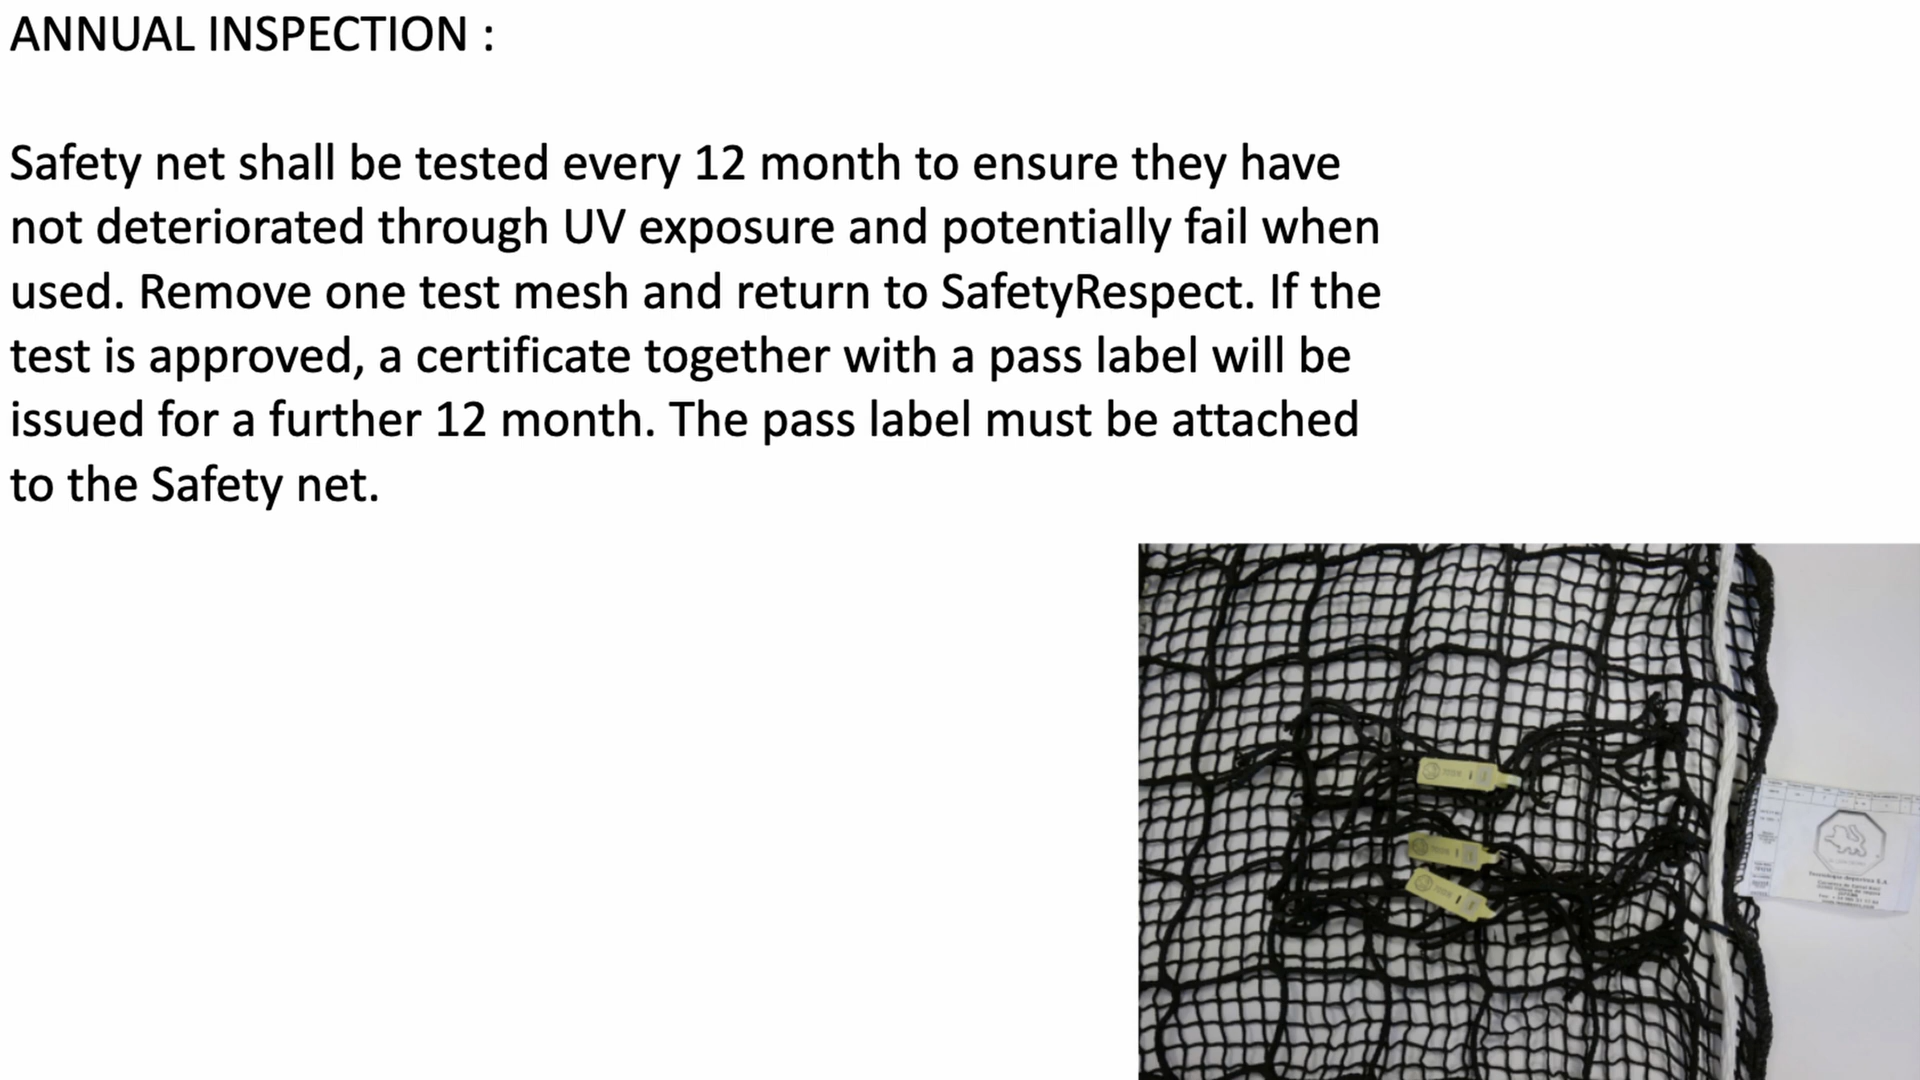 ANNUAL INSPECTION :
Safety net shall be tested every 12 month to ensure they have
not deteriorated through UV exposure and potentially fail when
used. Remove one test mesh and return to SafetyRespect. If the
test is approved, a certificate together with a pass label will be
issued for a further 12 month. The pass label must be attached
to the Safety net.